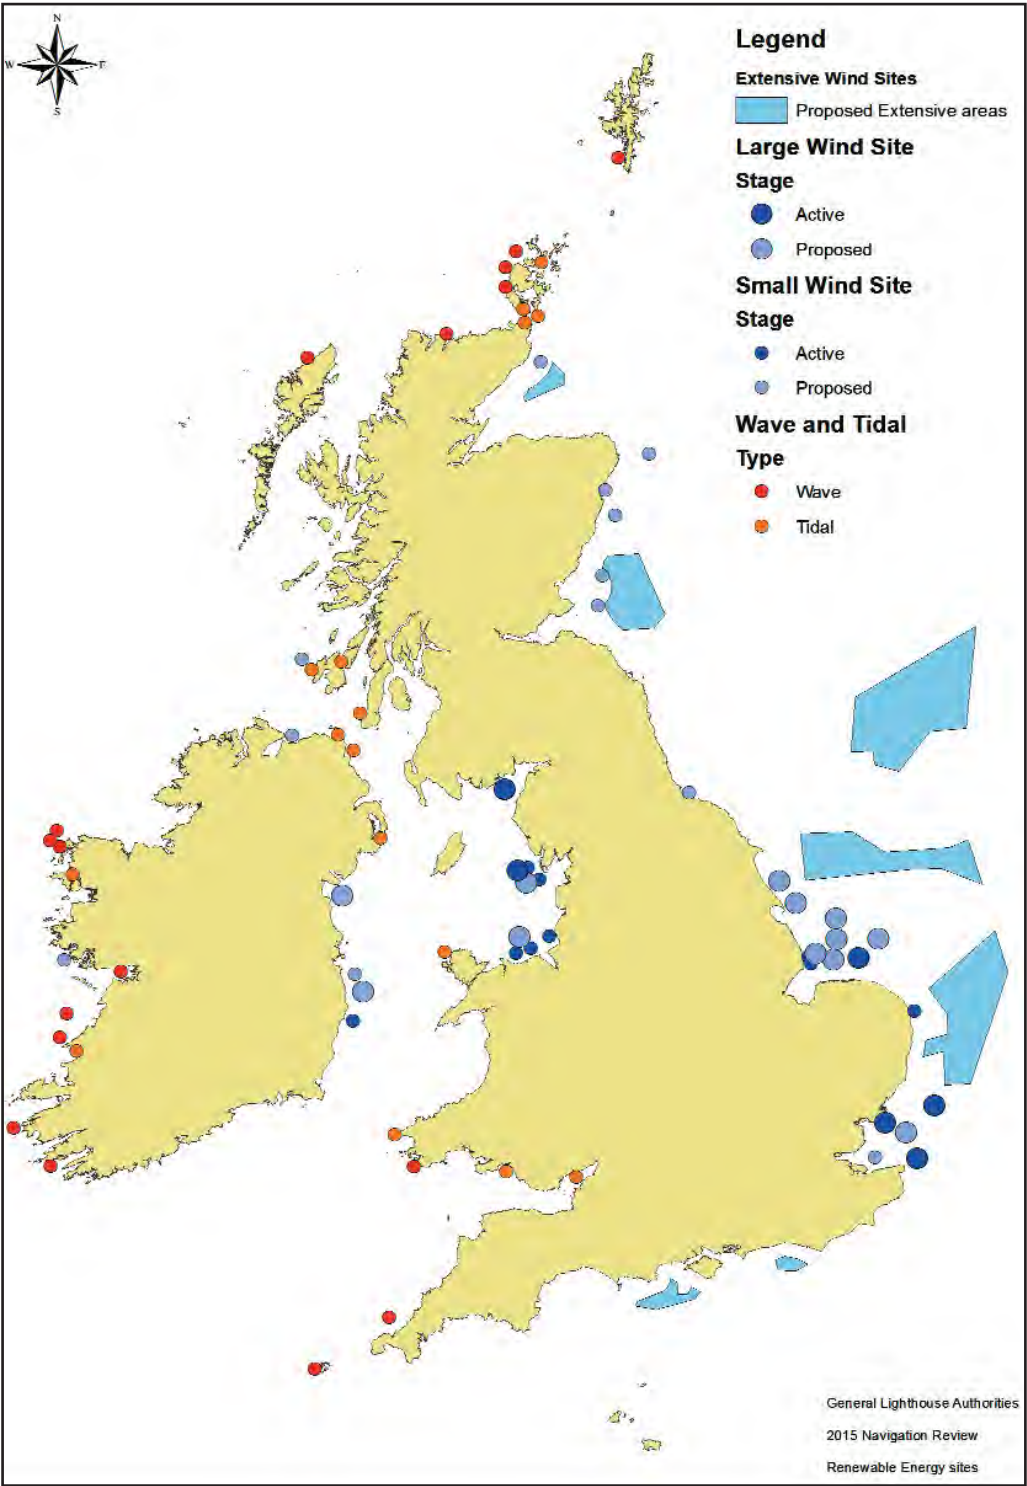 N
W
E
S
Legend
Extensive Wind Sites
Proposed Extensive areas
Large Wind Site
Stage
Active
Proposed
Small Wind Site
Stage
Active
Proposed
Wave and Tidal
Type
Wave
Tidal
General Lighthouse Authorities
2015 Navigation Review
Renewable Energy sites